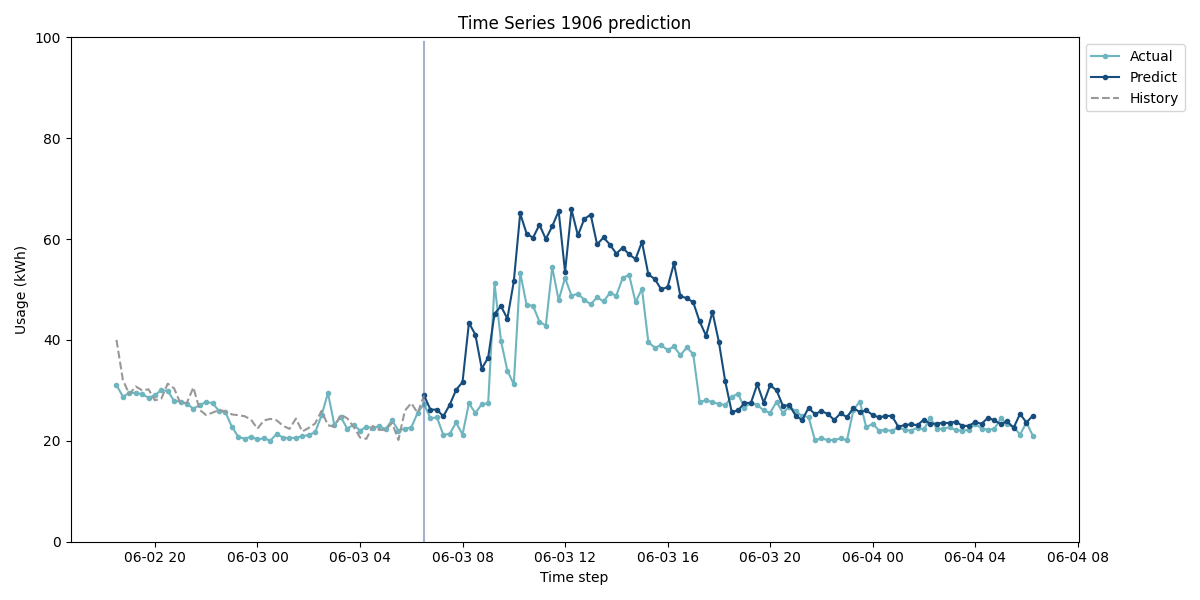 Time Series 1906 prediction
100
80
60
40
20
0
Usage (kWh)
06-02 20
06-03 00
06-03 04
06-03 08
06-03 12
06-03 16
06-03 20
06-04 00
06-04 04
06-04 08
Time step
Actual
Predict
History